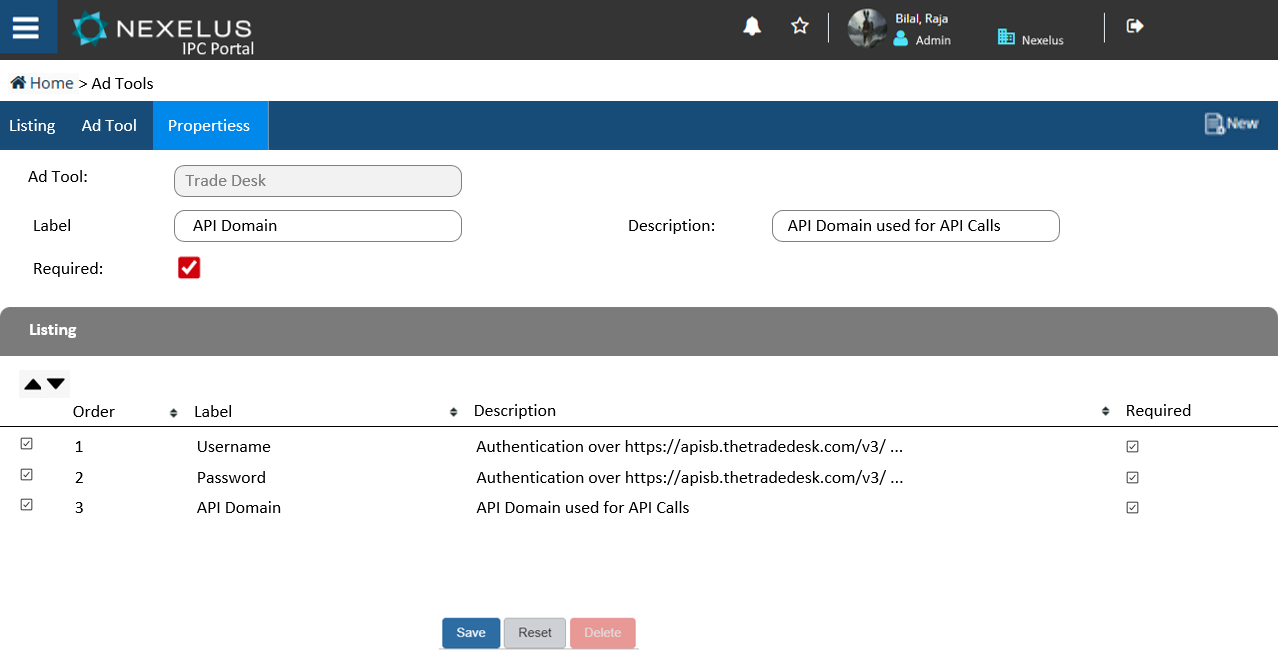 NEXELUS
IPC Portal
Bilal, Raja
Admin
Nexelus
Home > Ad Tools
Listing Ad Tool Propertiess New
Ad Tool: Trade Desk
Label API Domain Description: API Domain used for API Calls
Required:
Listing
Order Label Description Required
1 Username Authentication over https://apisb.thetradedesk.com/v3/ ...
2 Password Authentication over https://apisb.thetradedesk.com/v3/ ...
3 API Domain API Domain used for API Calls
Save Reset Delete